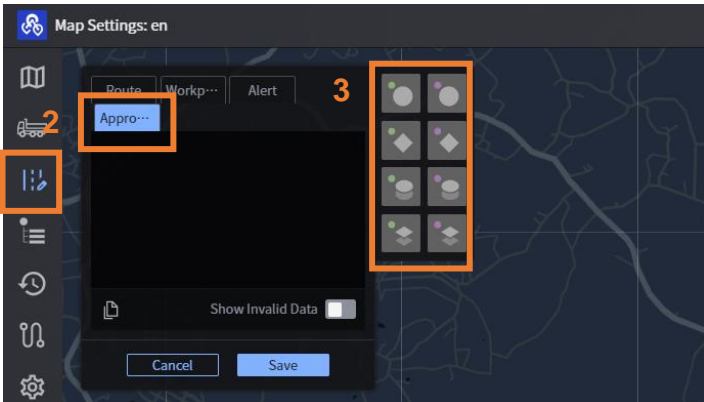 Map Settings: en
Route
Workp···
Alert
3
2
Appro···
Show Invalid Data
Cancel
Save